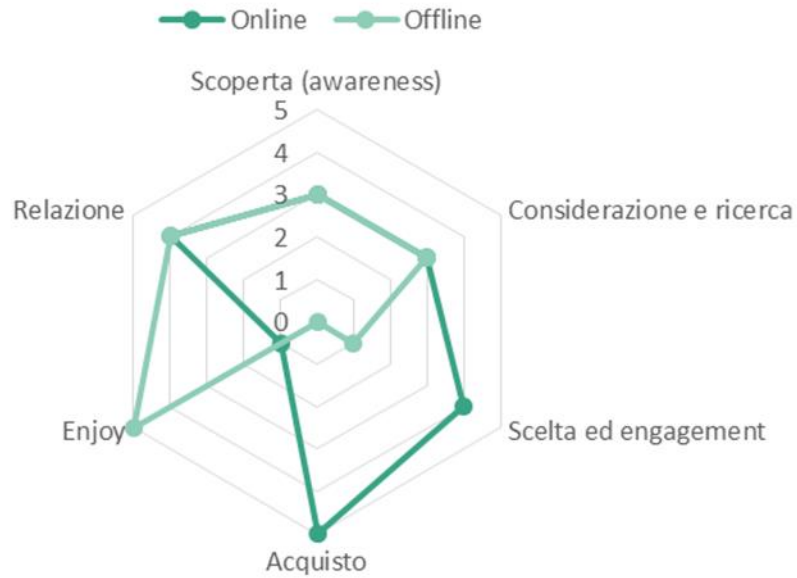 Online Offline
Scoperta (awareness)
5
4
3
2
1
0
Relazione
Considerazione e ricerca
Enjoy
Scelta ed engagement
Acquisto